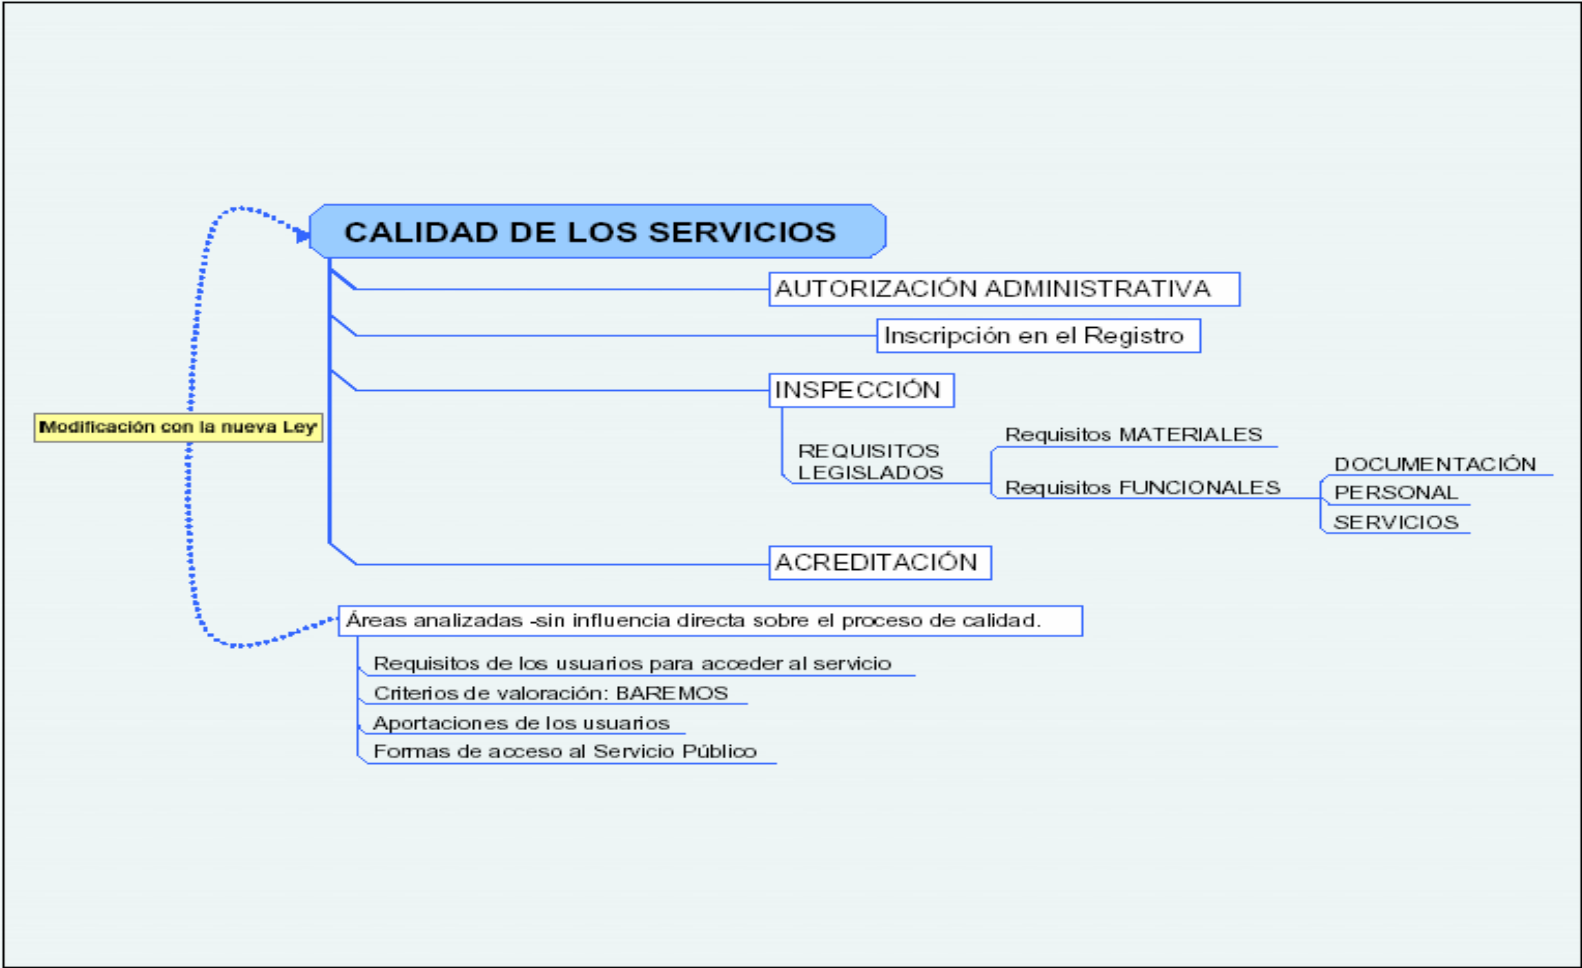 CALIDAD DE LOS SERVICIOS
AUTORIZACIÓN ADMINISTRATIVA
Inscripción en el Registro
INSPECCIÓN
REQUISITOS
LEGISLADOS
Requisitos MATERIALES
Requisitos FUNCIONALES
DOCUMENTACIÓN
PERSONAL
SERVICIOS
ACREDITACIÓN
Modificación con la nueva Ley
Áreas analizadas -sin influencia directa sobre el proceso de calidad.
Requisitos de los usuarios para acceder al servicio
Criterios de valoración: BAREMOS
Aportaciones de los usuarios
Formas de acceso al Servicio Público